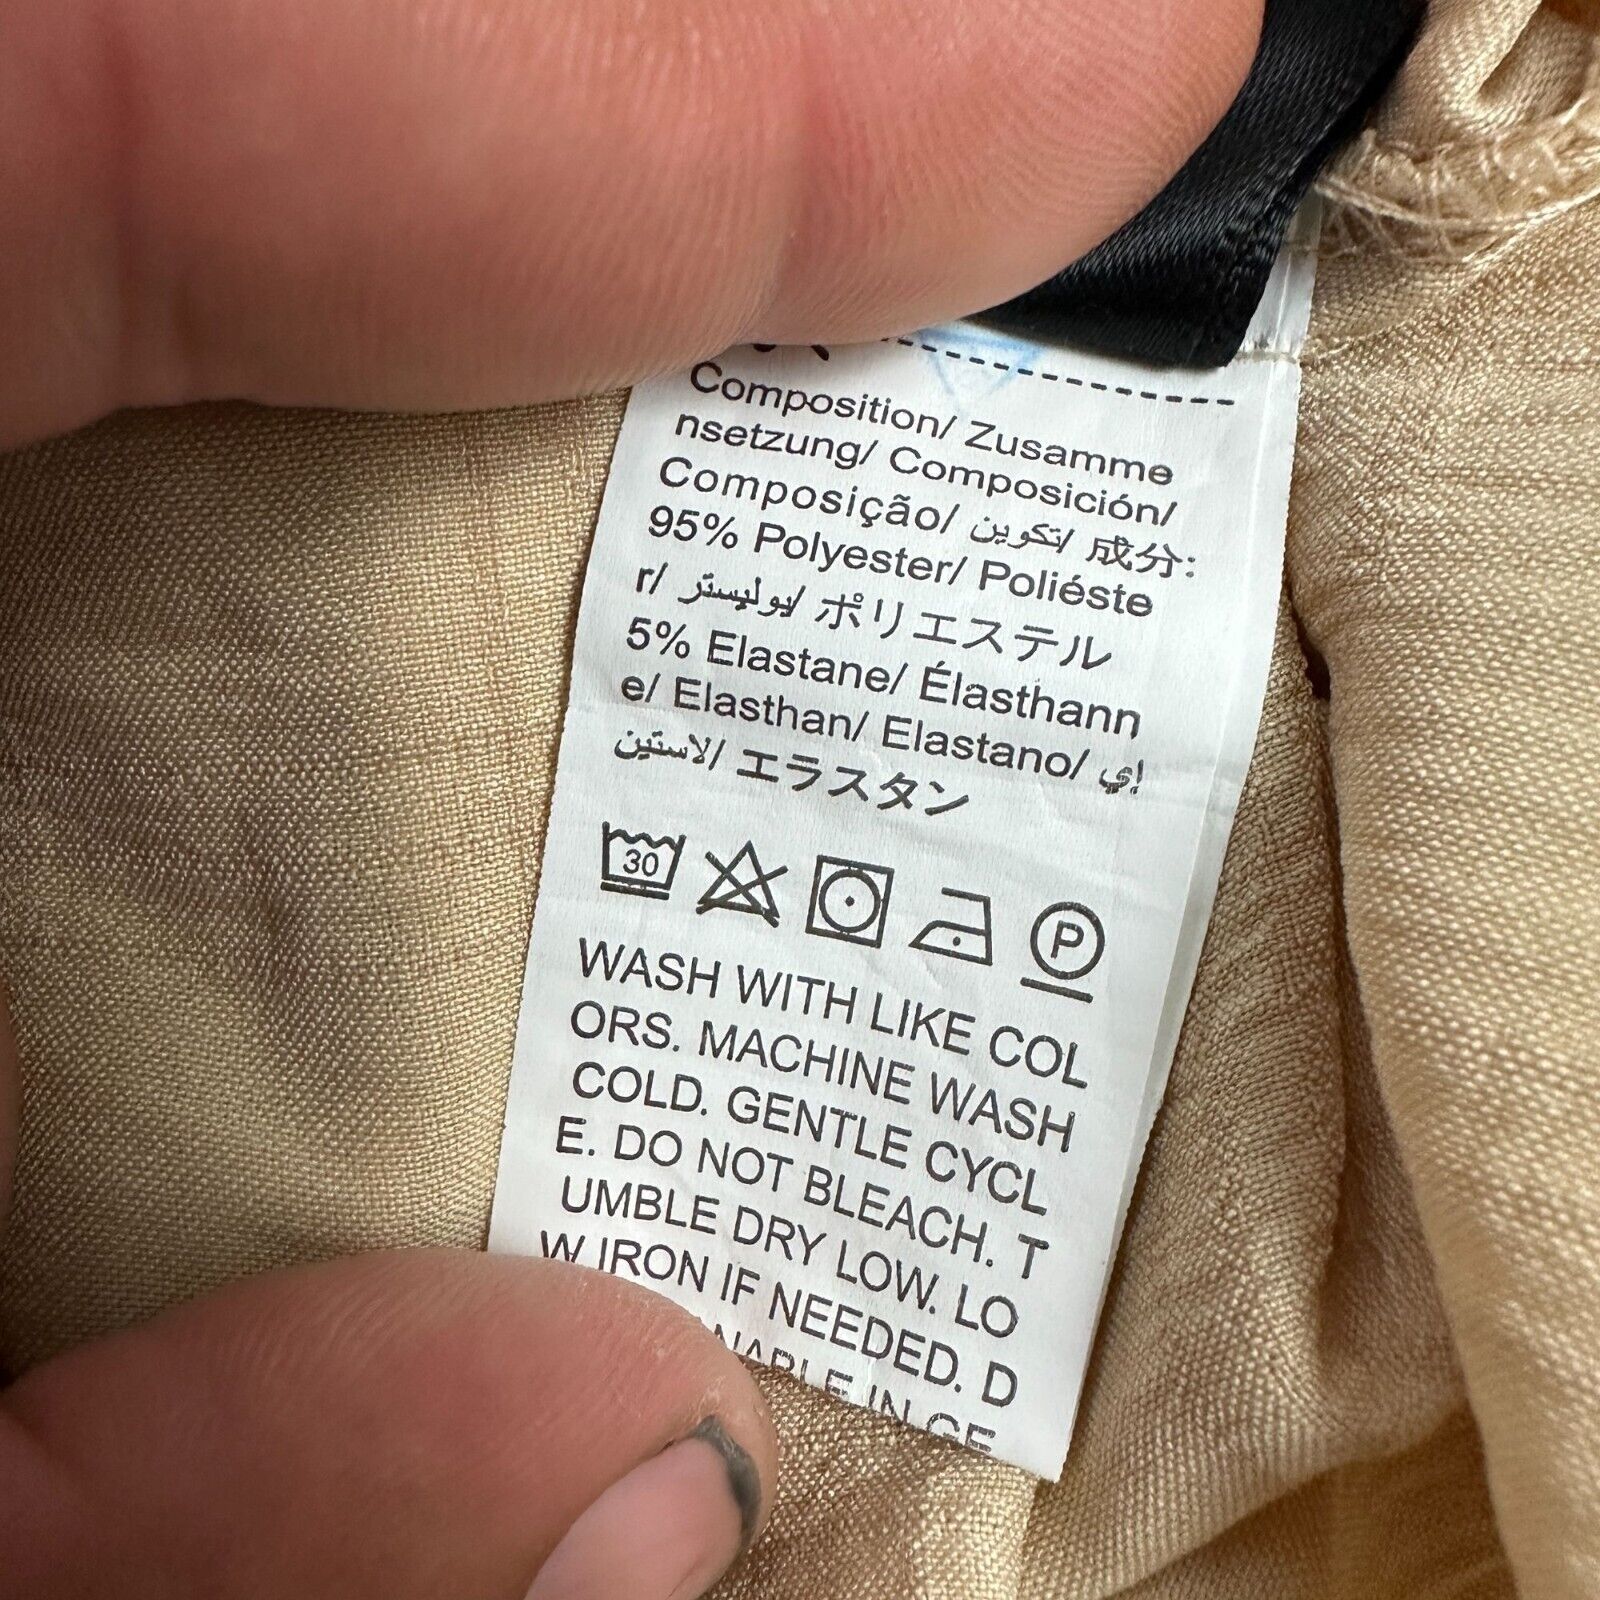 Composition/ Zusamme
nsetzung/ Composición/
Composição/ تكوين/ 成分:
95% Polyester/ Poliéste
r/ بوليستر/ ポリエステル
5% Elastane/ Élasthann
e/ Elasthan/ Elastano/ إي
لاستين/ エラスタン
30
P
WASH WITH LIKE COL
ORS. MACHINE WASH
COLD. GENTLE CYCL
E. DO NOT BLEACH. T
UMBLE DRY LOW. LO
W IRON IF NEEDED. D
IN